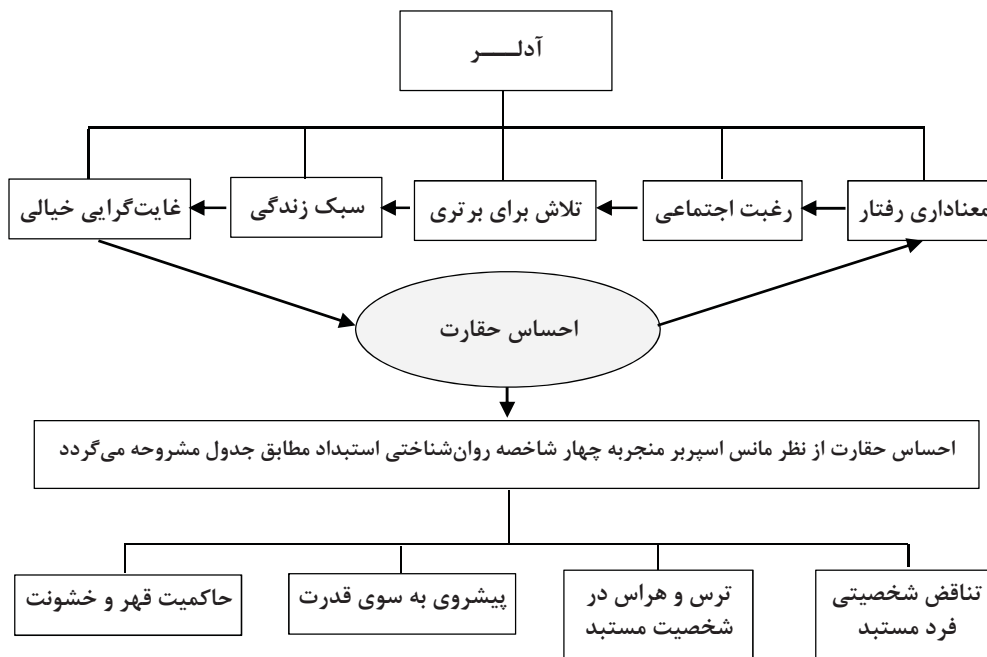 آدلــــــر
معناداری رفتار
رغبت اجتماعی
تلاش برای برتری
سبک زندگی
غایت‌گرایی خیالی
احساس حقارت
احساس حقارت از نظر مانس اسپربر منجربه چهار شاخصه روان‌شناختی استبداد مطابق جدول مشروحه می‌گردد
تناقض شخصیتی
فرد مستبد
ترس و هراس در
شخصیت مستبد
پیشروی به سوی قدرت
حاکمیت قهر و خشونت